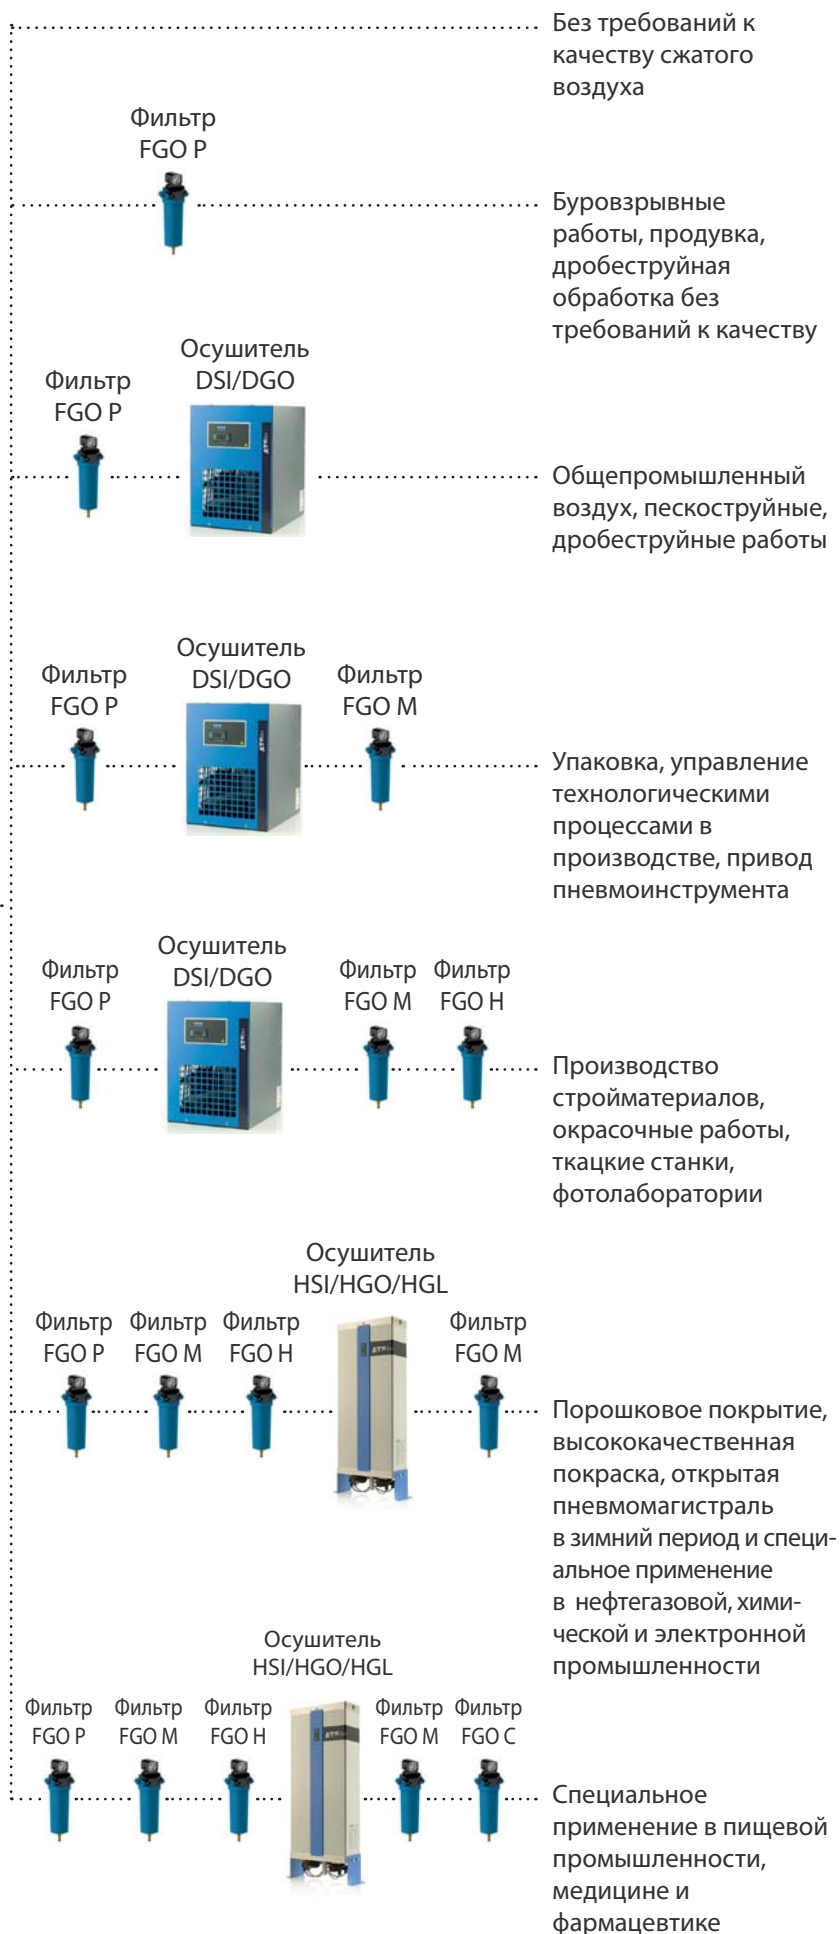 Без требований к
качеству сжатого
воздуха
Фильтр
FGO P
Буровзрывные
работы, продувка,
дробеструйная
обработка без
требований к качеству
Осушитель
DSI/DGO
Фильтр
FGO P
Общепромышленный
воздух, пескоструйные,
дробеструйные работы
Осушитель
DSI/DGO
Фильтр
FGO P
Фильтр
FGO M
Упаковка, управление
технологическими
процессами в
производстве, привод
пневмоинструмента
Осушитель
DSI/DGO
Фильтр
FGO P
Фильтр
FGO M
Фильтр
FGO H
Производство
стройматериалов,
окрасочные работы,
ткацкие станки,
фотолаборатории
Осушитель
HSI/HGO/HGL
Фильтр
FGO P
Фильтр
FGO M
Фильтр
FGO H
Фильтр
FGO M
Порошковое покрытие,
высококачественная
покраска, открытая
пневмомагистраль
в зимний период и специ-
альное применение
в нефтегазовой, хими-
ческой и электронной
промышленности
Осушитель
HSI/HGO/HGL
Фильтр
FGO P
Фильтр
FGO M
Фильтр
FGO H
Фильтр
FGO M
Фильтр
FGO C
Специальное
применение в пищевой
промышленности,
медицине и
фармацевтике